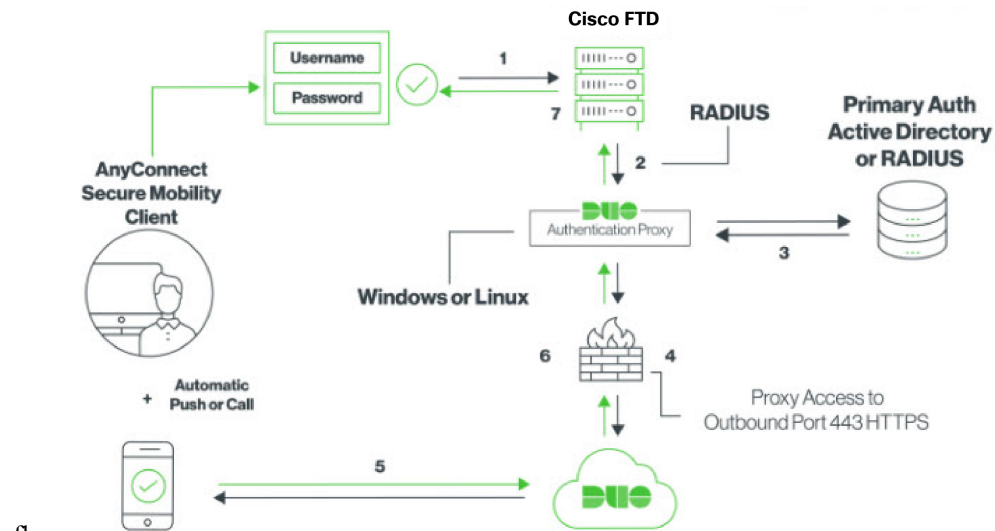 Cisco FTD
Username
Password
1
7
RADIUS
2
Primary Auth
Active Directory
or RADIUS
AnyConnect
Secure Mobility
Client
DUO
Authentication Proxy
3
Windows or Linux
6
4
Automatic
+ Push or Call
Proxy Access to
Outbound Port 443 HTTPS
5
DUO